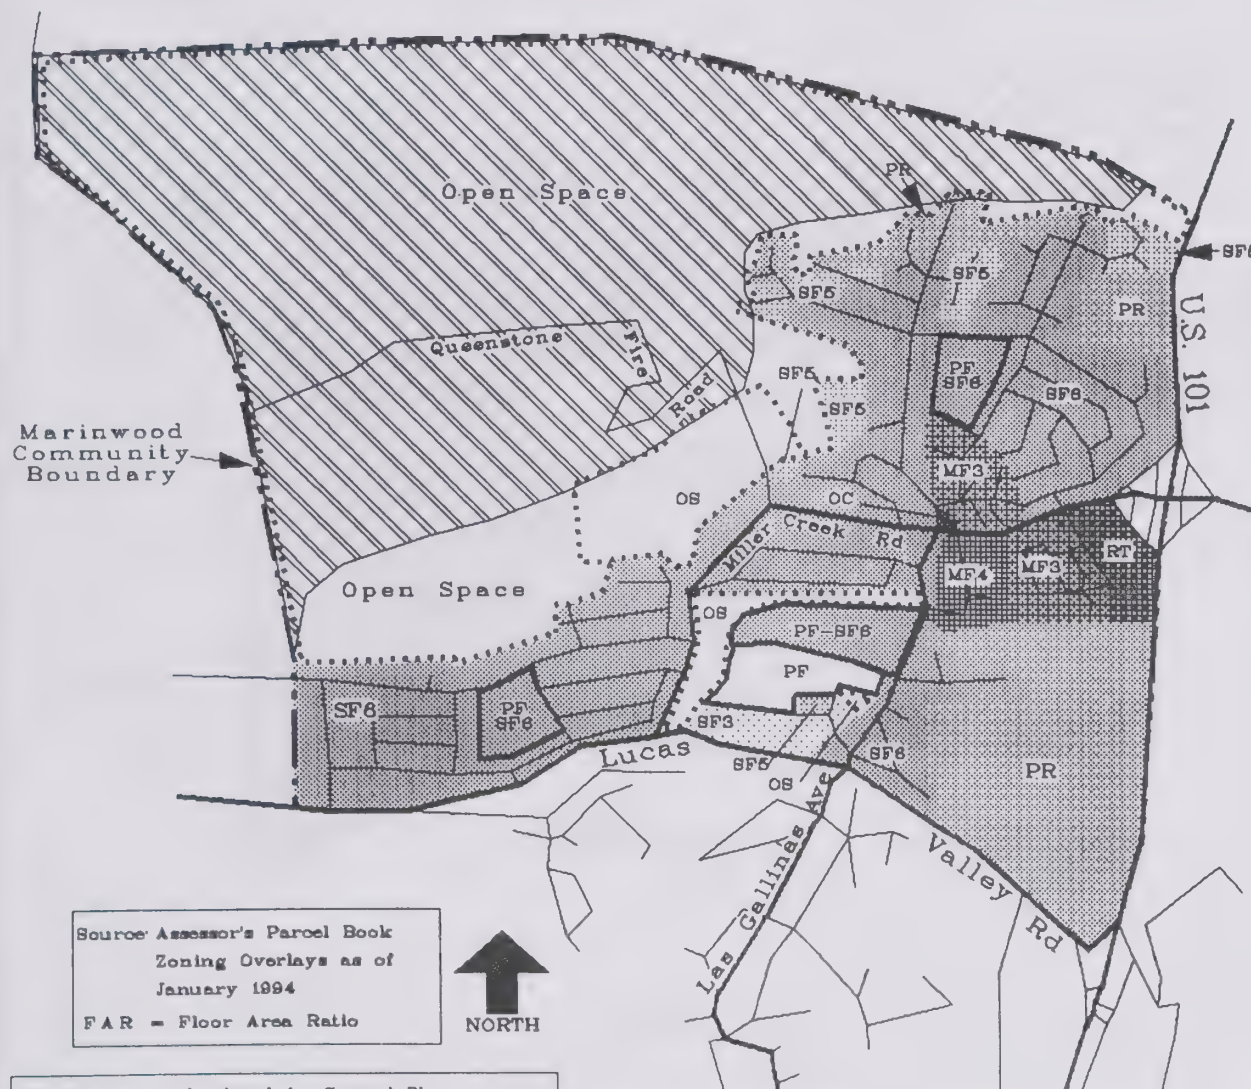 Open Space
PR
SF6
SF5
SF5
PR
U.S. 101
Queenstone
Fire
Road
PF
SF6
SF5
SF6
SF5
Marinwood
Community
Boundary
MF3
OS
OC
Miller Creek Rd
RT
MF3
MF4
Open Space
OS
PF-SF6
PF
SF6
PF
SF6
SF3
SF6
Lucas
SF5
OS
PR
Las Gallinas Ave
Valley Rd
Source: Assessor's Parcel Book
Zoning Overlays as of
January 1994
FAR = Floor Area Ratio
NORTH